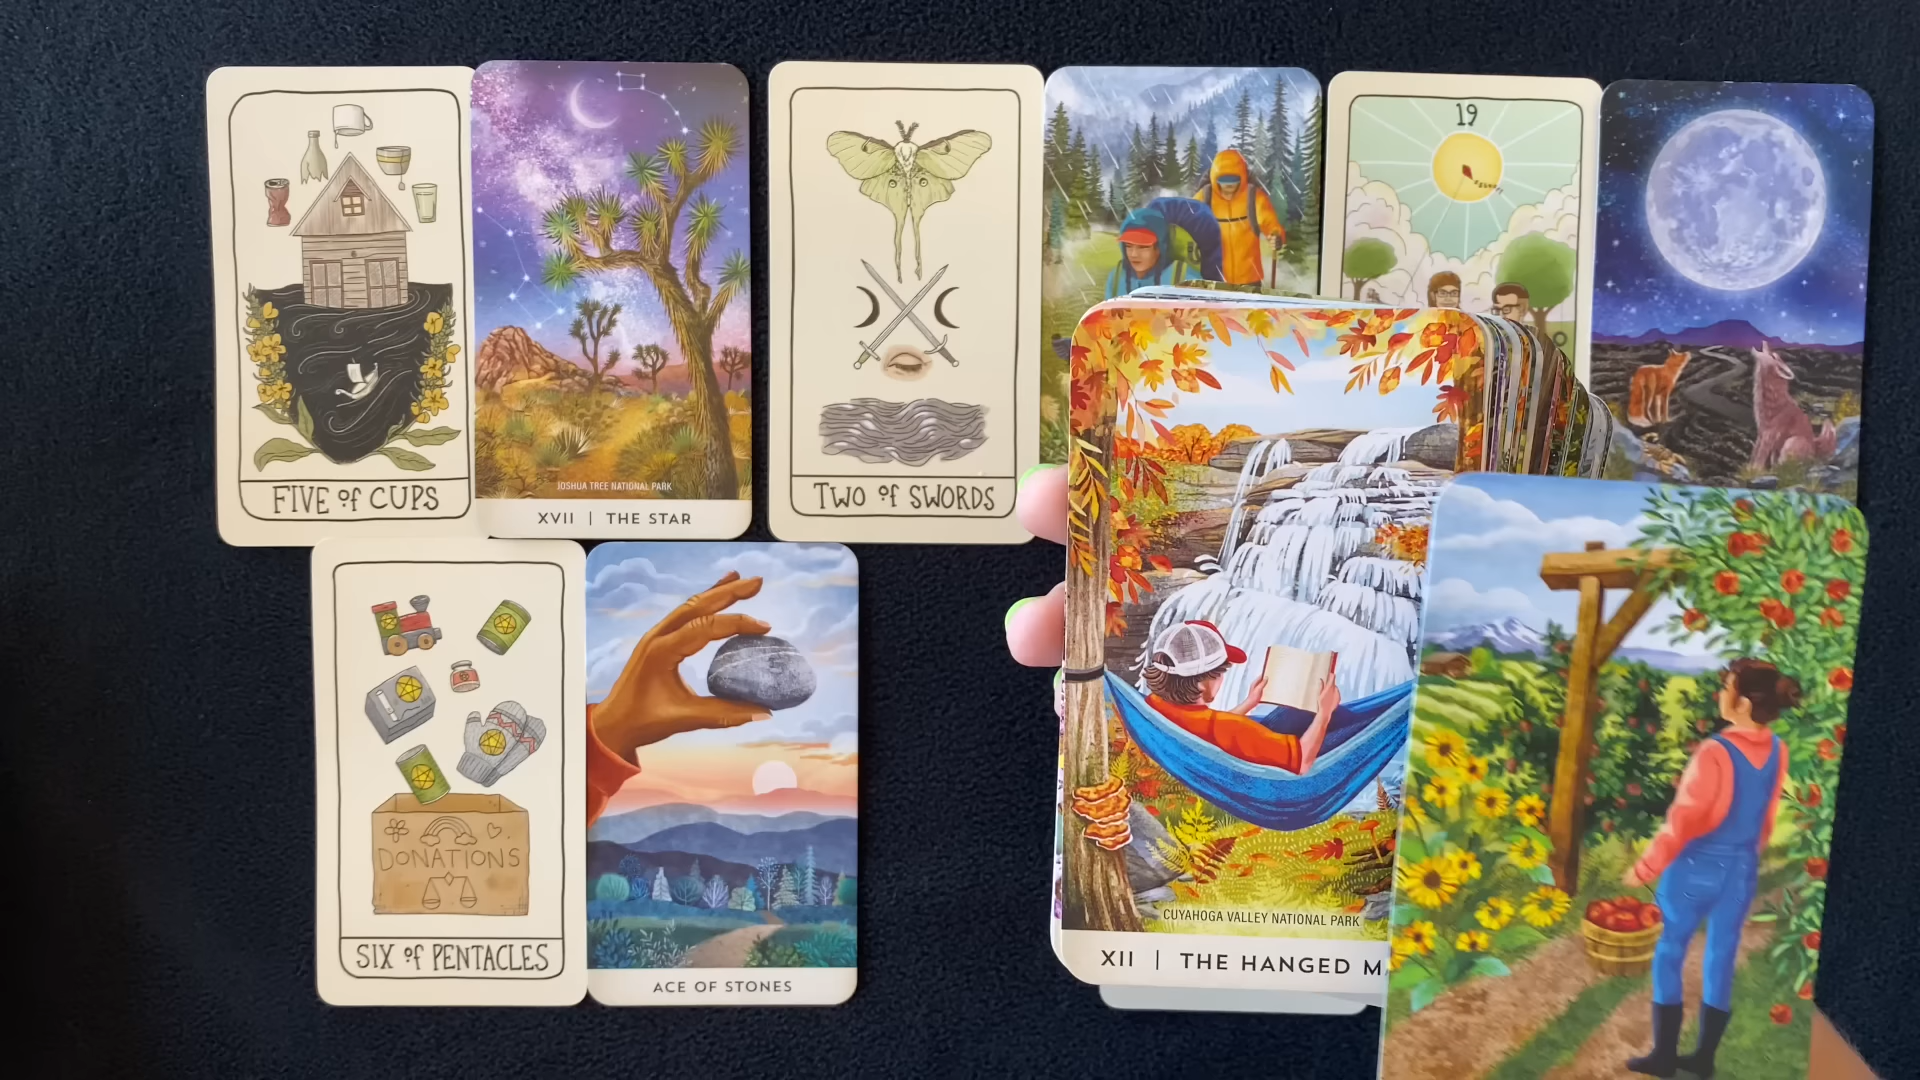 FIVE of CUPS
JOSHUA TREE NATIONAL PARK
XVII | THE STAR
TWO of SWORDS
19
DONATIONS
SIX of PENTACLES
ACE OF STONES
CUYAHOGA VALLEY NATIONAL PARK
XII | THE HANGED M